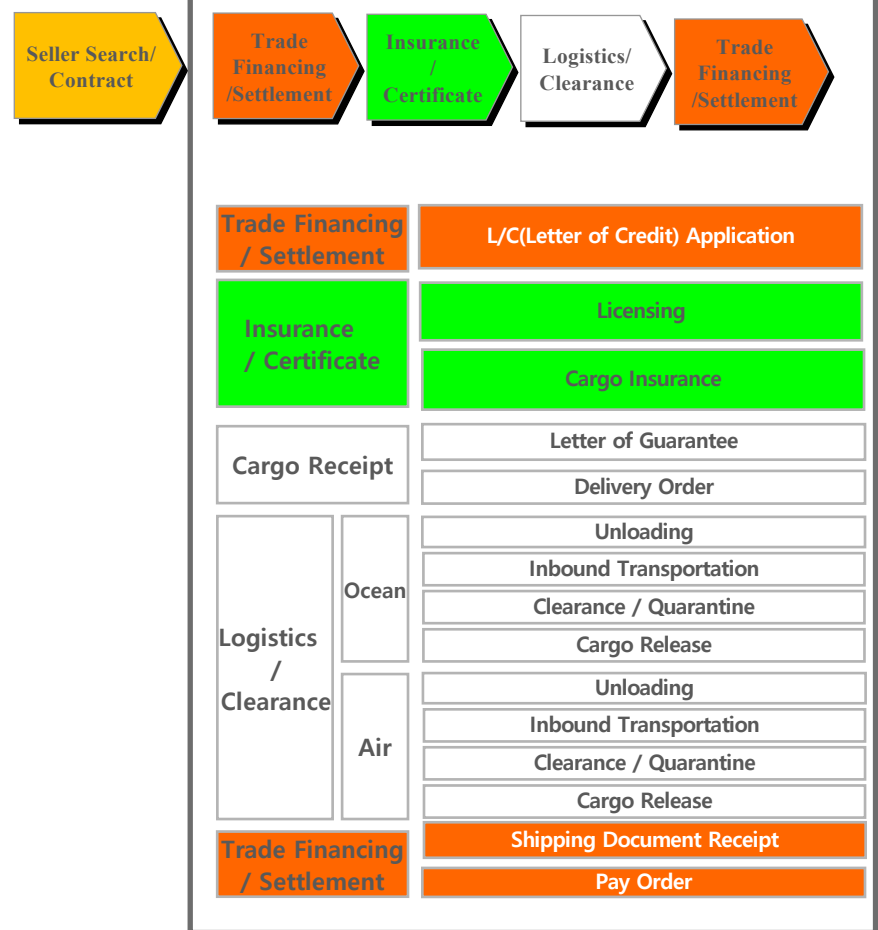 Seller Search/
Contract
Trade
Financing
/Settlement
Insurance
/
Certificate
Logistics/
Clearance
Trade
Financing
/Settlement
Trade Financing
/ Settlement
L/C(Letter of Credit) Application
Insurance
/ Certificate
Licensing
Cargo Insurance
Cargo Receipt
Letter of Guarantee
Delivery Order
Logistics
/
Clearance
Ocean
Unloading
Inbound Transportation
Clearance / Quarantine
Cargo Release
Air
Unloading
Inbound Transportation
Clearance / Quarantine
Cargo Release
Trade Financing
/ Settlement
Shipping Document Receipt
Pay Order